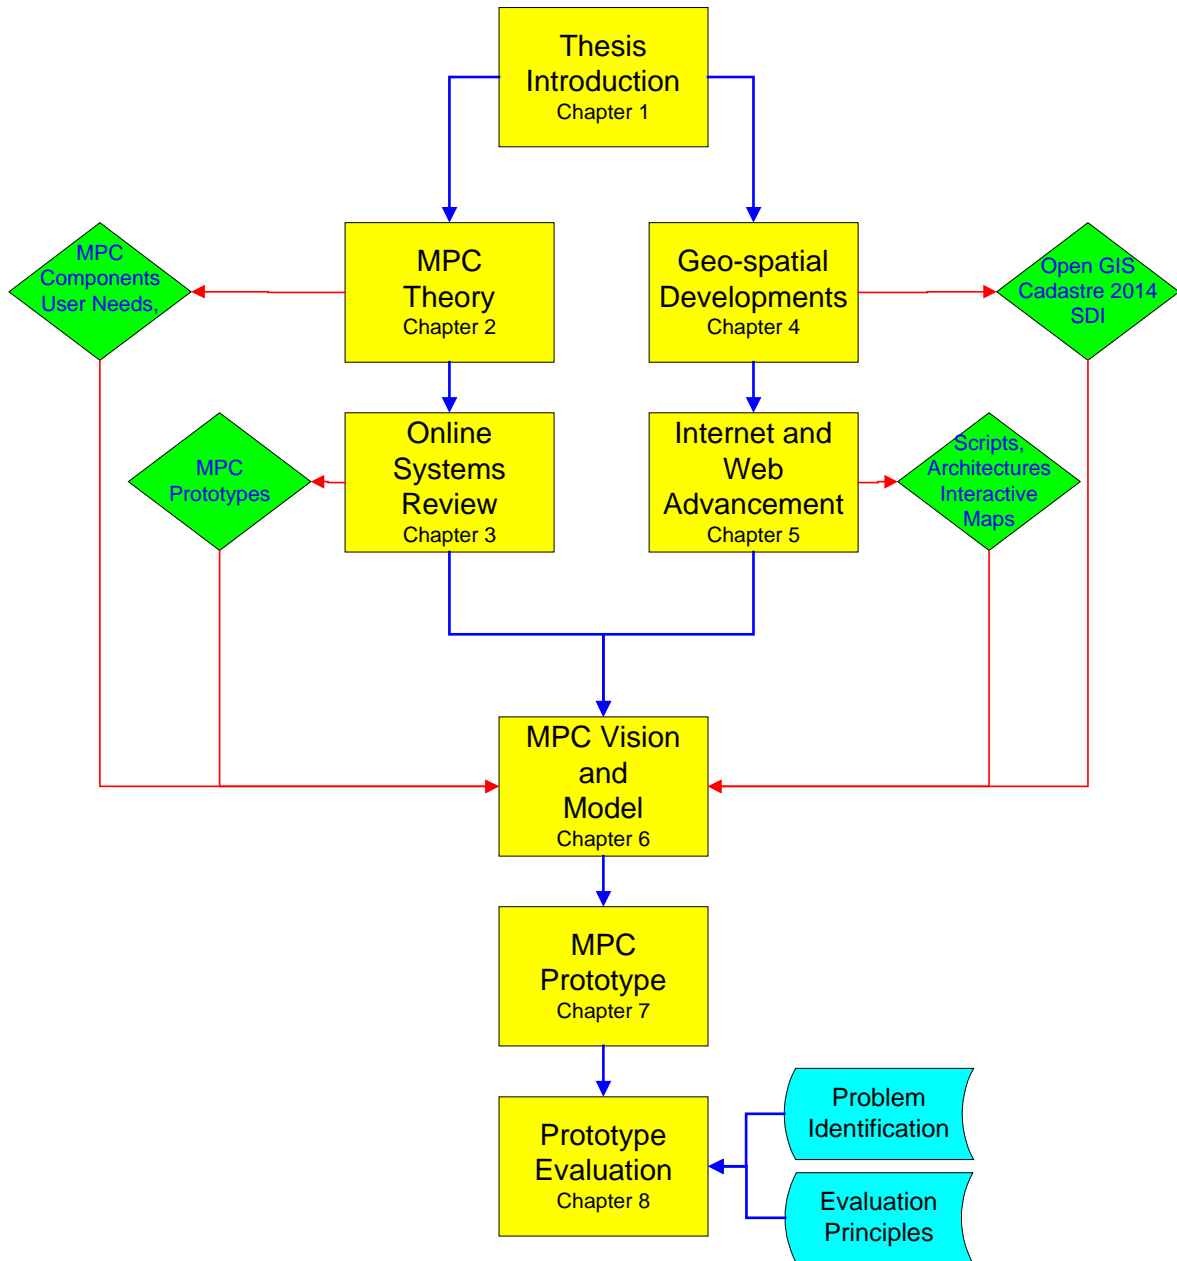 Thesis
Introduction
Chapter 1
MPC
Components
User Needs,
MPC
Theory
Chapter 2
Geo-spatial
Developments
Chapter 4
Open GIS
Cadastre 2014
SDI
MPC
Prototypes
Online
Systems
Review
Chapter 3
Internet and
Web
Advancement
Chapter 5
Scripts,
Architectures
Interactive
Maps
MPC Vision
and
Model
Chapter 6
MPC
Prototype
Chapter 7
Prototype
Evaluation
Chapter 8
Problem
Identification
Evaluation
Principles